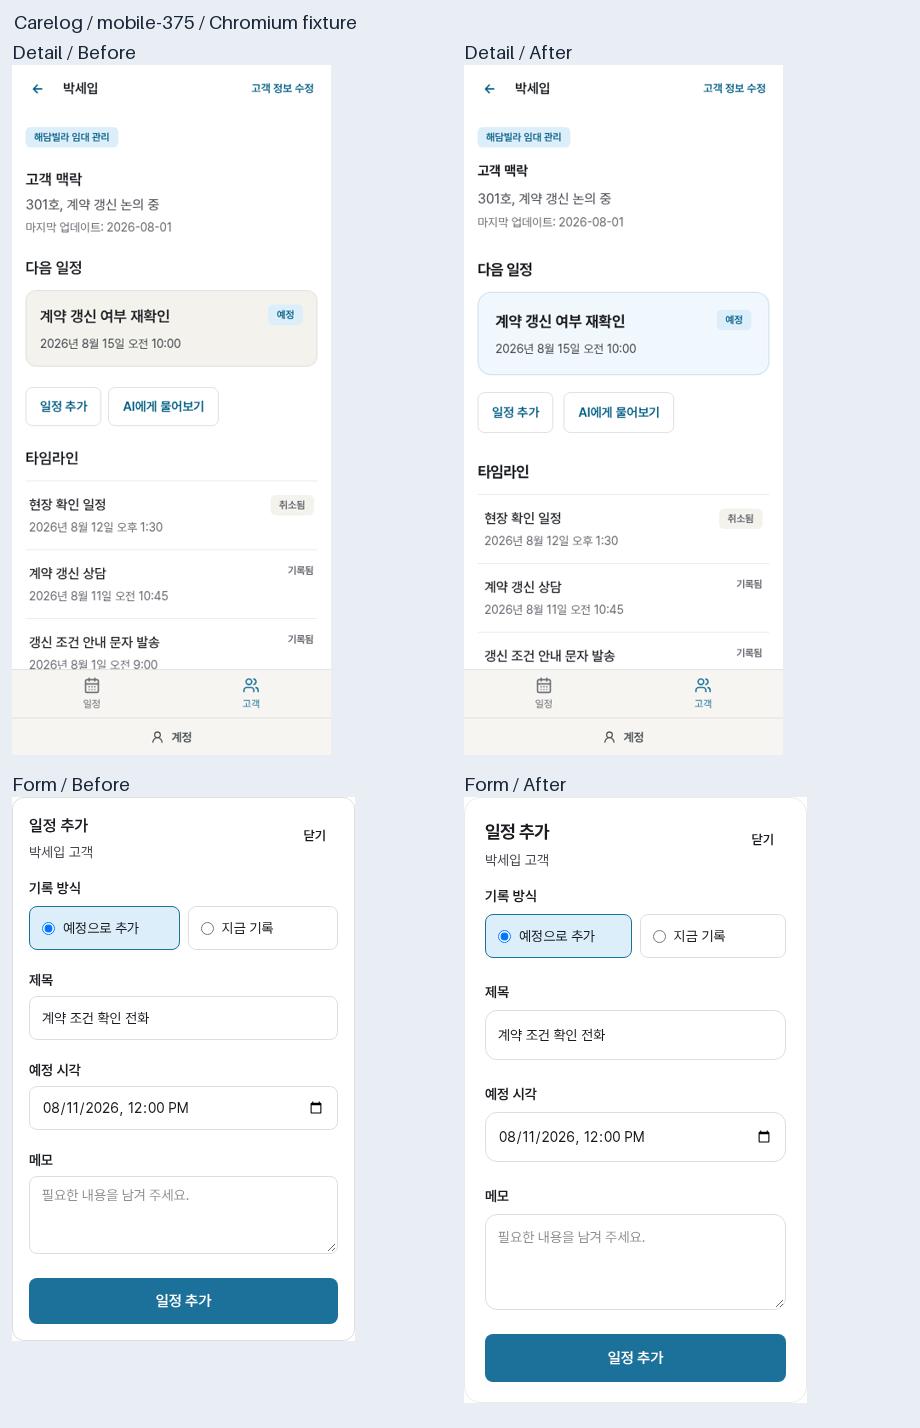 Carelog / mobile-375 / Chromium fixture
Detail / Before
박세입
고객 정보 수정
해담빌라 임대 관리
고객 맥락
301호, 계약 갱신 논의 중
마지막 업데이트: 2026-08-01
다음 일정
계약 갱신 여부 재확인
예정
2026년 8월 15일 오전 10:00
일정 추가
AI에게 물어보기
타임라인
현장 확인 일정
취소됨
2026년 8월 12일 오후 1:30
계약 갱신 상담
기록됨
2026년 8월 11일 오전 10:45
갱신 조건 안내 문자 발송
기록됨
2026년 8월 1일 오전 9:00
일정
고객
계정
Detail / After
박세입
고객 정보 수정
해담빌라 임대 관리
고객 맥락
301호, 계약 갱신 논의 중
마지막 업데이트: 2026-08-01
다음 일정
계약 갱신 여부 재확인
예정
2026년 8월 15일 오전 10:00
일정 추가
AI에게 물어보기
타임라인
현장 확인 일정
취소됨
2026년 8월 12일 오후 1:30
계약 갱신 상담
기록됨
2026년 8월 11일 오전 10:45
갱신 조건 안내 문자 발송
기록됨
일정
고객
계정
Form / Before
일정 추가
박세입 고객
닫기
기록 방식
예정으로 추가
지금 기록
제목
계약 조건 확인 전화
예정 시각
08/11/2026, 12:00 PM
메모
필요한 내용을 남겨 주세요.
일정 추가
Form / After
일정 추가
박세입 고객
닫기
기록 방식
예정으로 추가
지금 기록
제목
계약 조건 확인 전화
예정 시각
08/11/2026, 12:00 PM
메모
필요한 내용을 남겨 주세요.
일정 추가